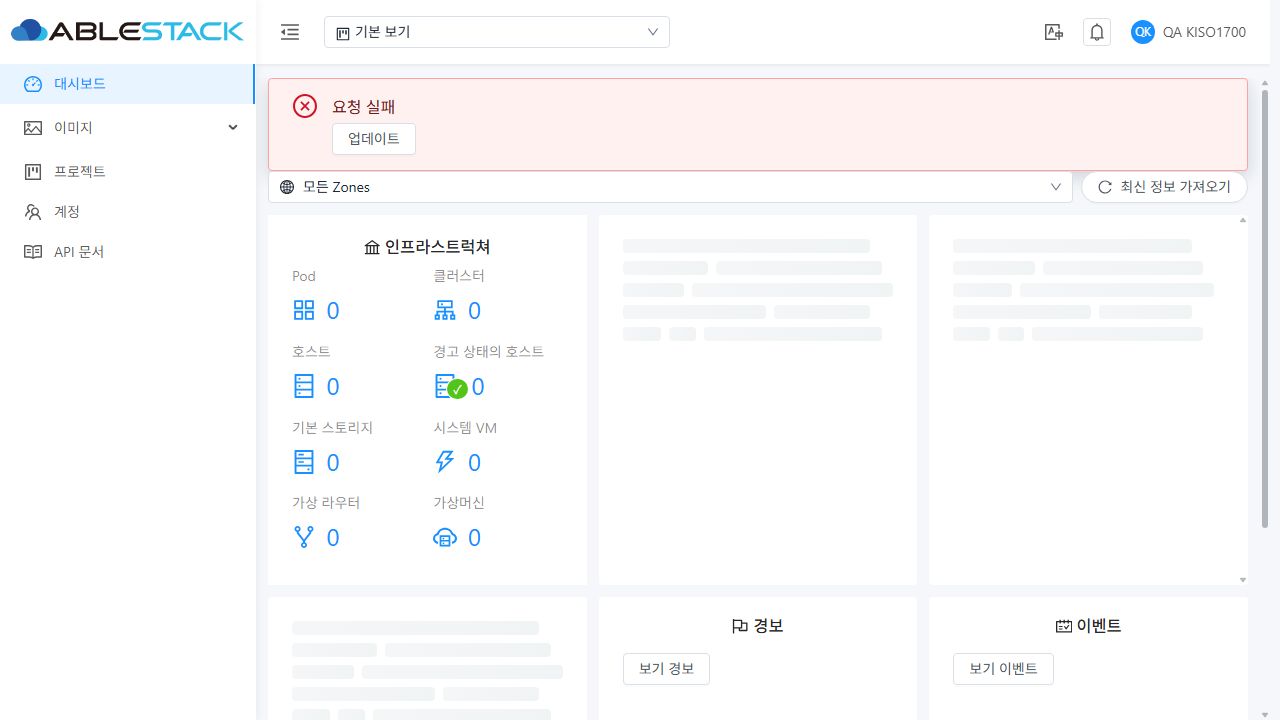 ABLESTACK
기본 보기
QK
QA KISO1700
대시보드
이미지
프로젝트
계정
API 문서
요청 실패
업데이트
모든 Zones
최신 정보 가져오기
인프라스트럭쳐
Pod
클러스터
0
0
호스트
경고 상태의 호스트
0
0
기본 스토리지
시스템 VM
0
0
가상 라우터
가상머신
0
0
경보
보기 경보
이벤트
보기 이벤트